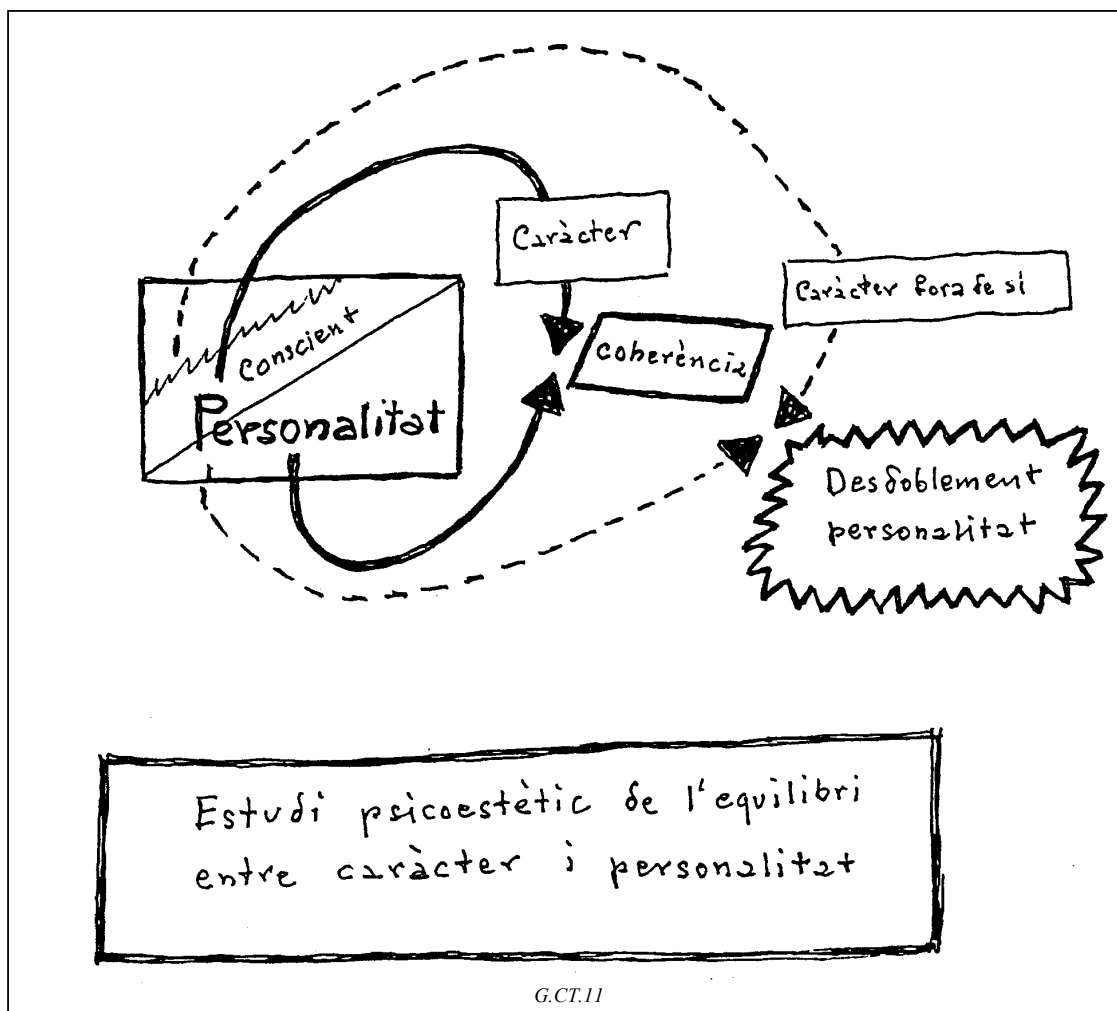 Caràcter
Caràcter fora de si
Conscient
coherència
Personalitat
Desdoblement
personalitat
Estudi psicoestètic de l'equilibri
entre caràcter i personalitat
G.CT.11